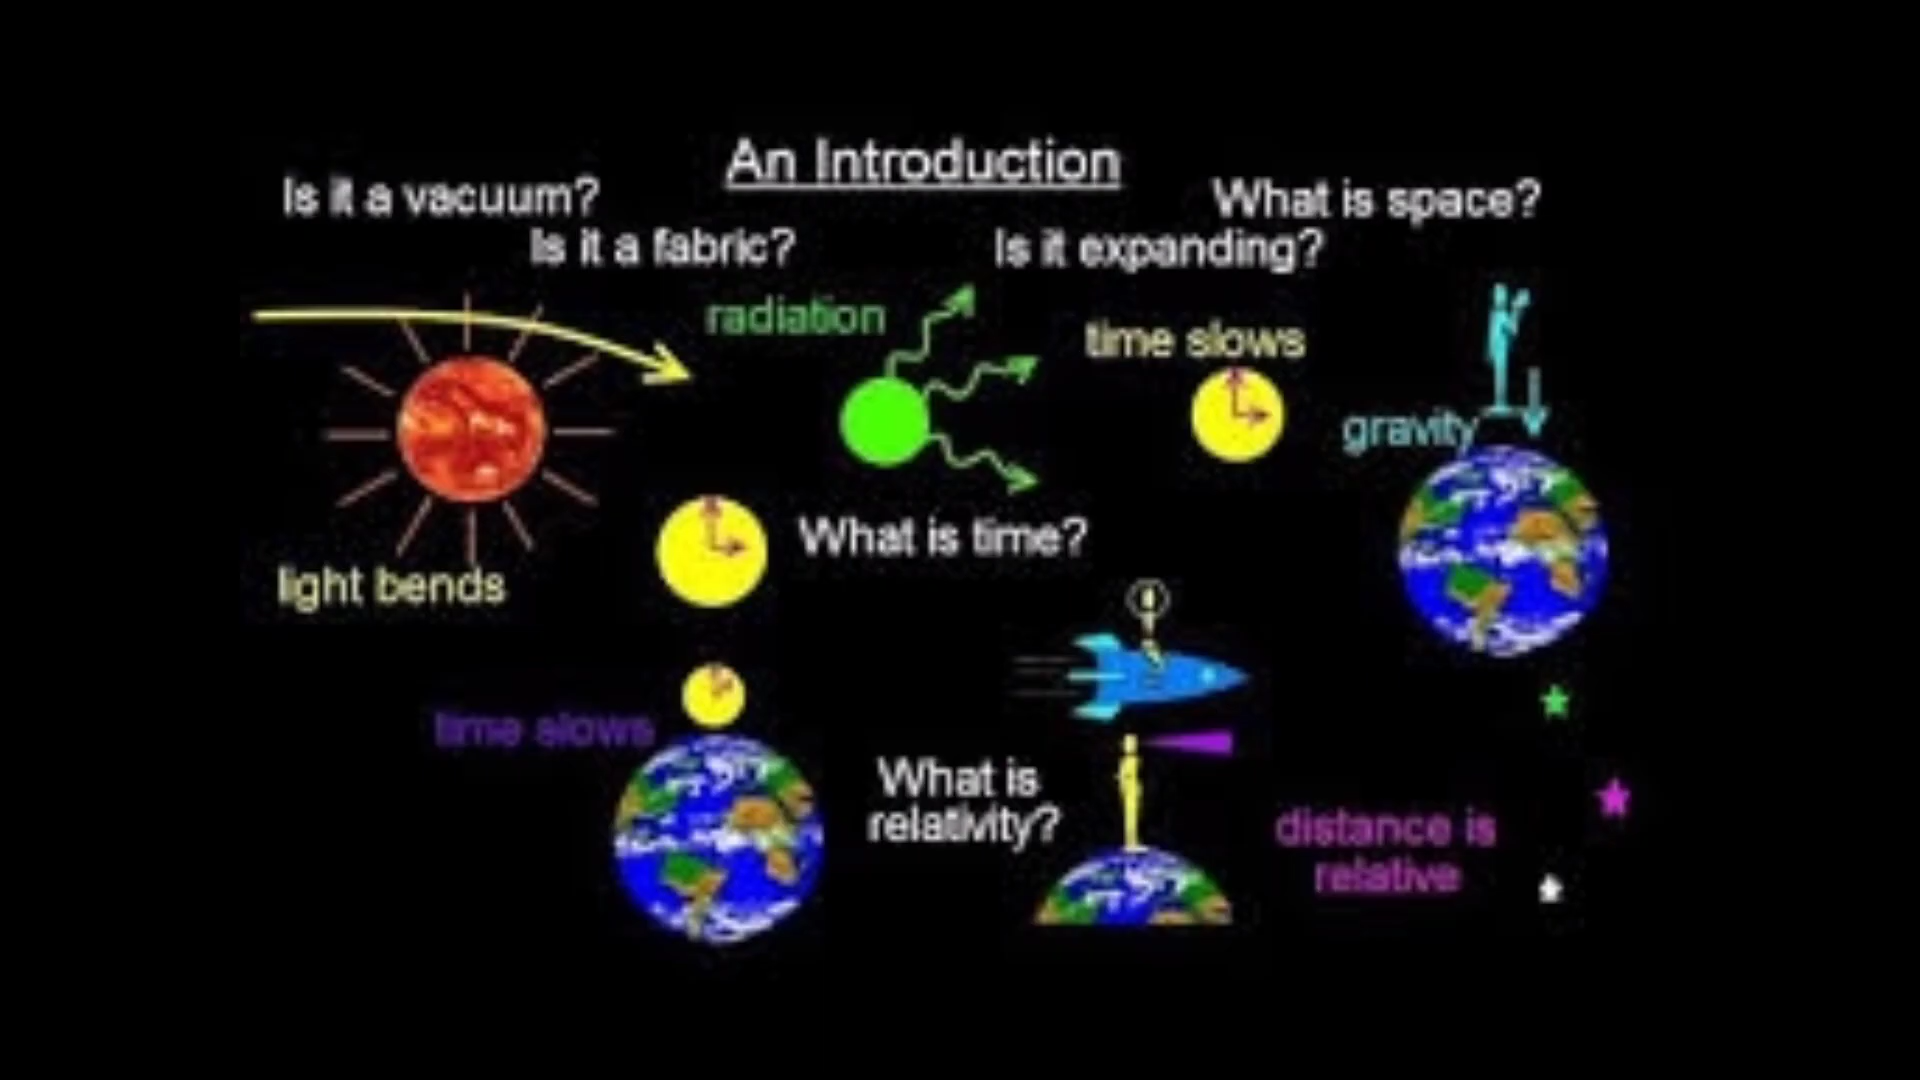 An Introduction
Is it a vacuum?
What is space?
Is it a fabric?
Is it expanding?
radiation
time slows
gravity
What is time?
light bends
time slows
What is
relativity?
distance is
relative